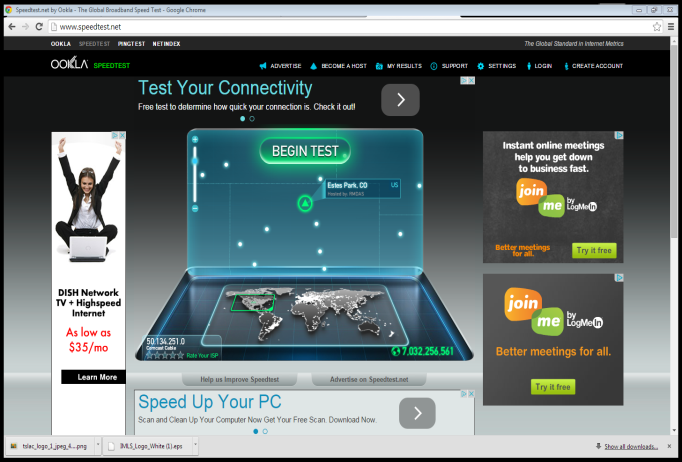 Speedtest.net by Ookla - The Global Broadband Speed Test - Google Chrome
www.speedtest.net
OOKLA SPEEDTEST PINGTEST NETINDEX
The Global Standard in Internet Metrics
OOKLA SPEEDTEST
ADVERTISE BECOME A HOST MY RESULTS SUPPORT SETTINGS LOGIN CREATE ACCOUNT
Test Your Connectivity
Free test to determine how quick your connection is. Check it out!
BEGIN TEST
Estes Park, CO US
Hosted by
50.134.251.0
Comcast Cable
Rate Your ISP
7,032,256,561
DISH Network
TV + Highspeed
Internet
As low as
$35/mo
Learn More
Instant online meetings
help you get down
to business fast.
join
me by
LogMeIn
Better meetings
for all.
Try it free
join
me by
LogMeIn
Better meetings for all.
Try it free
Help us Improve Speedtest
Advertise on Speedtest.net
Speed Up Your PC
Scan and Clean Up Your Computer Now Get Your Free Scan. Download Now.
tslac_logo_1_jpeg_4....png
IMLS_Logo_White (1).eps
Show all downloads...